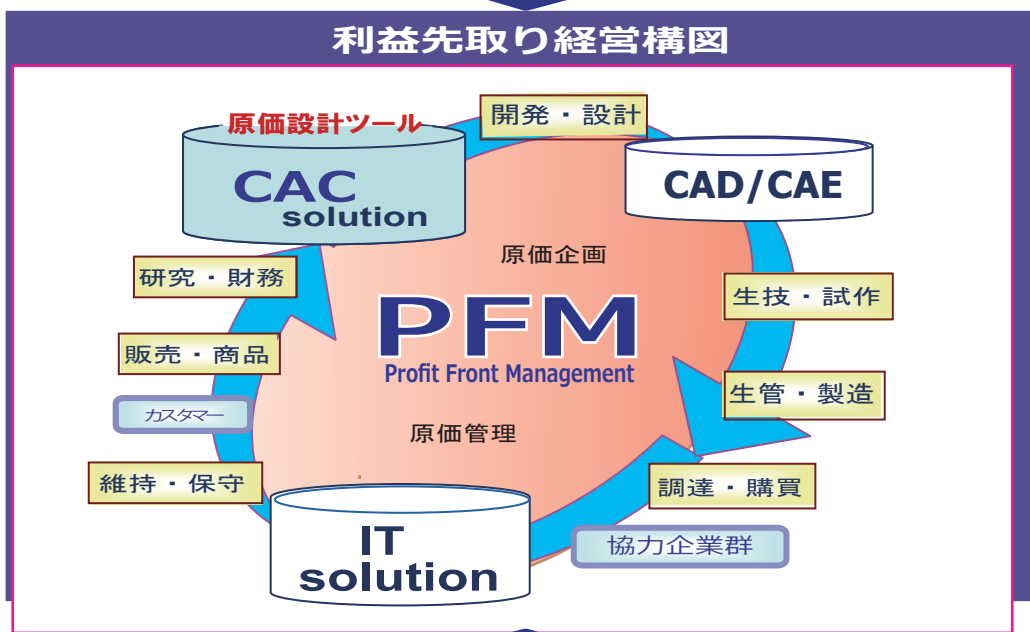 利益先取り経営構図
原価設計ツール
CAC
solution
開発・設計
CAD/CAE
原価企画
研究・財務
生技・試作
PFM
Profit Front Management
販売・商品
生管・製造
カスタマー
原価管理
維持・保守
調達・購買
IT
solution
協力企業群